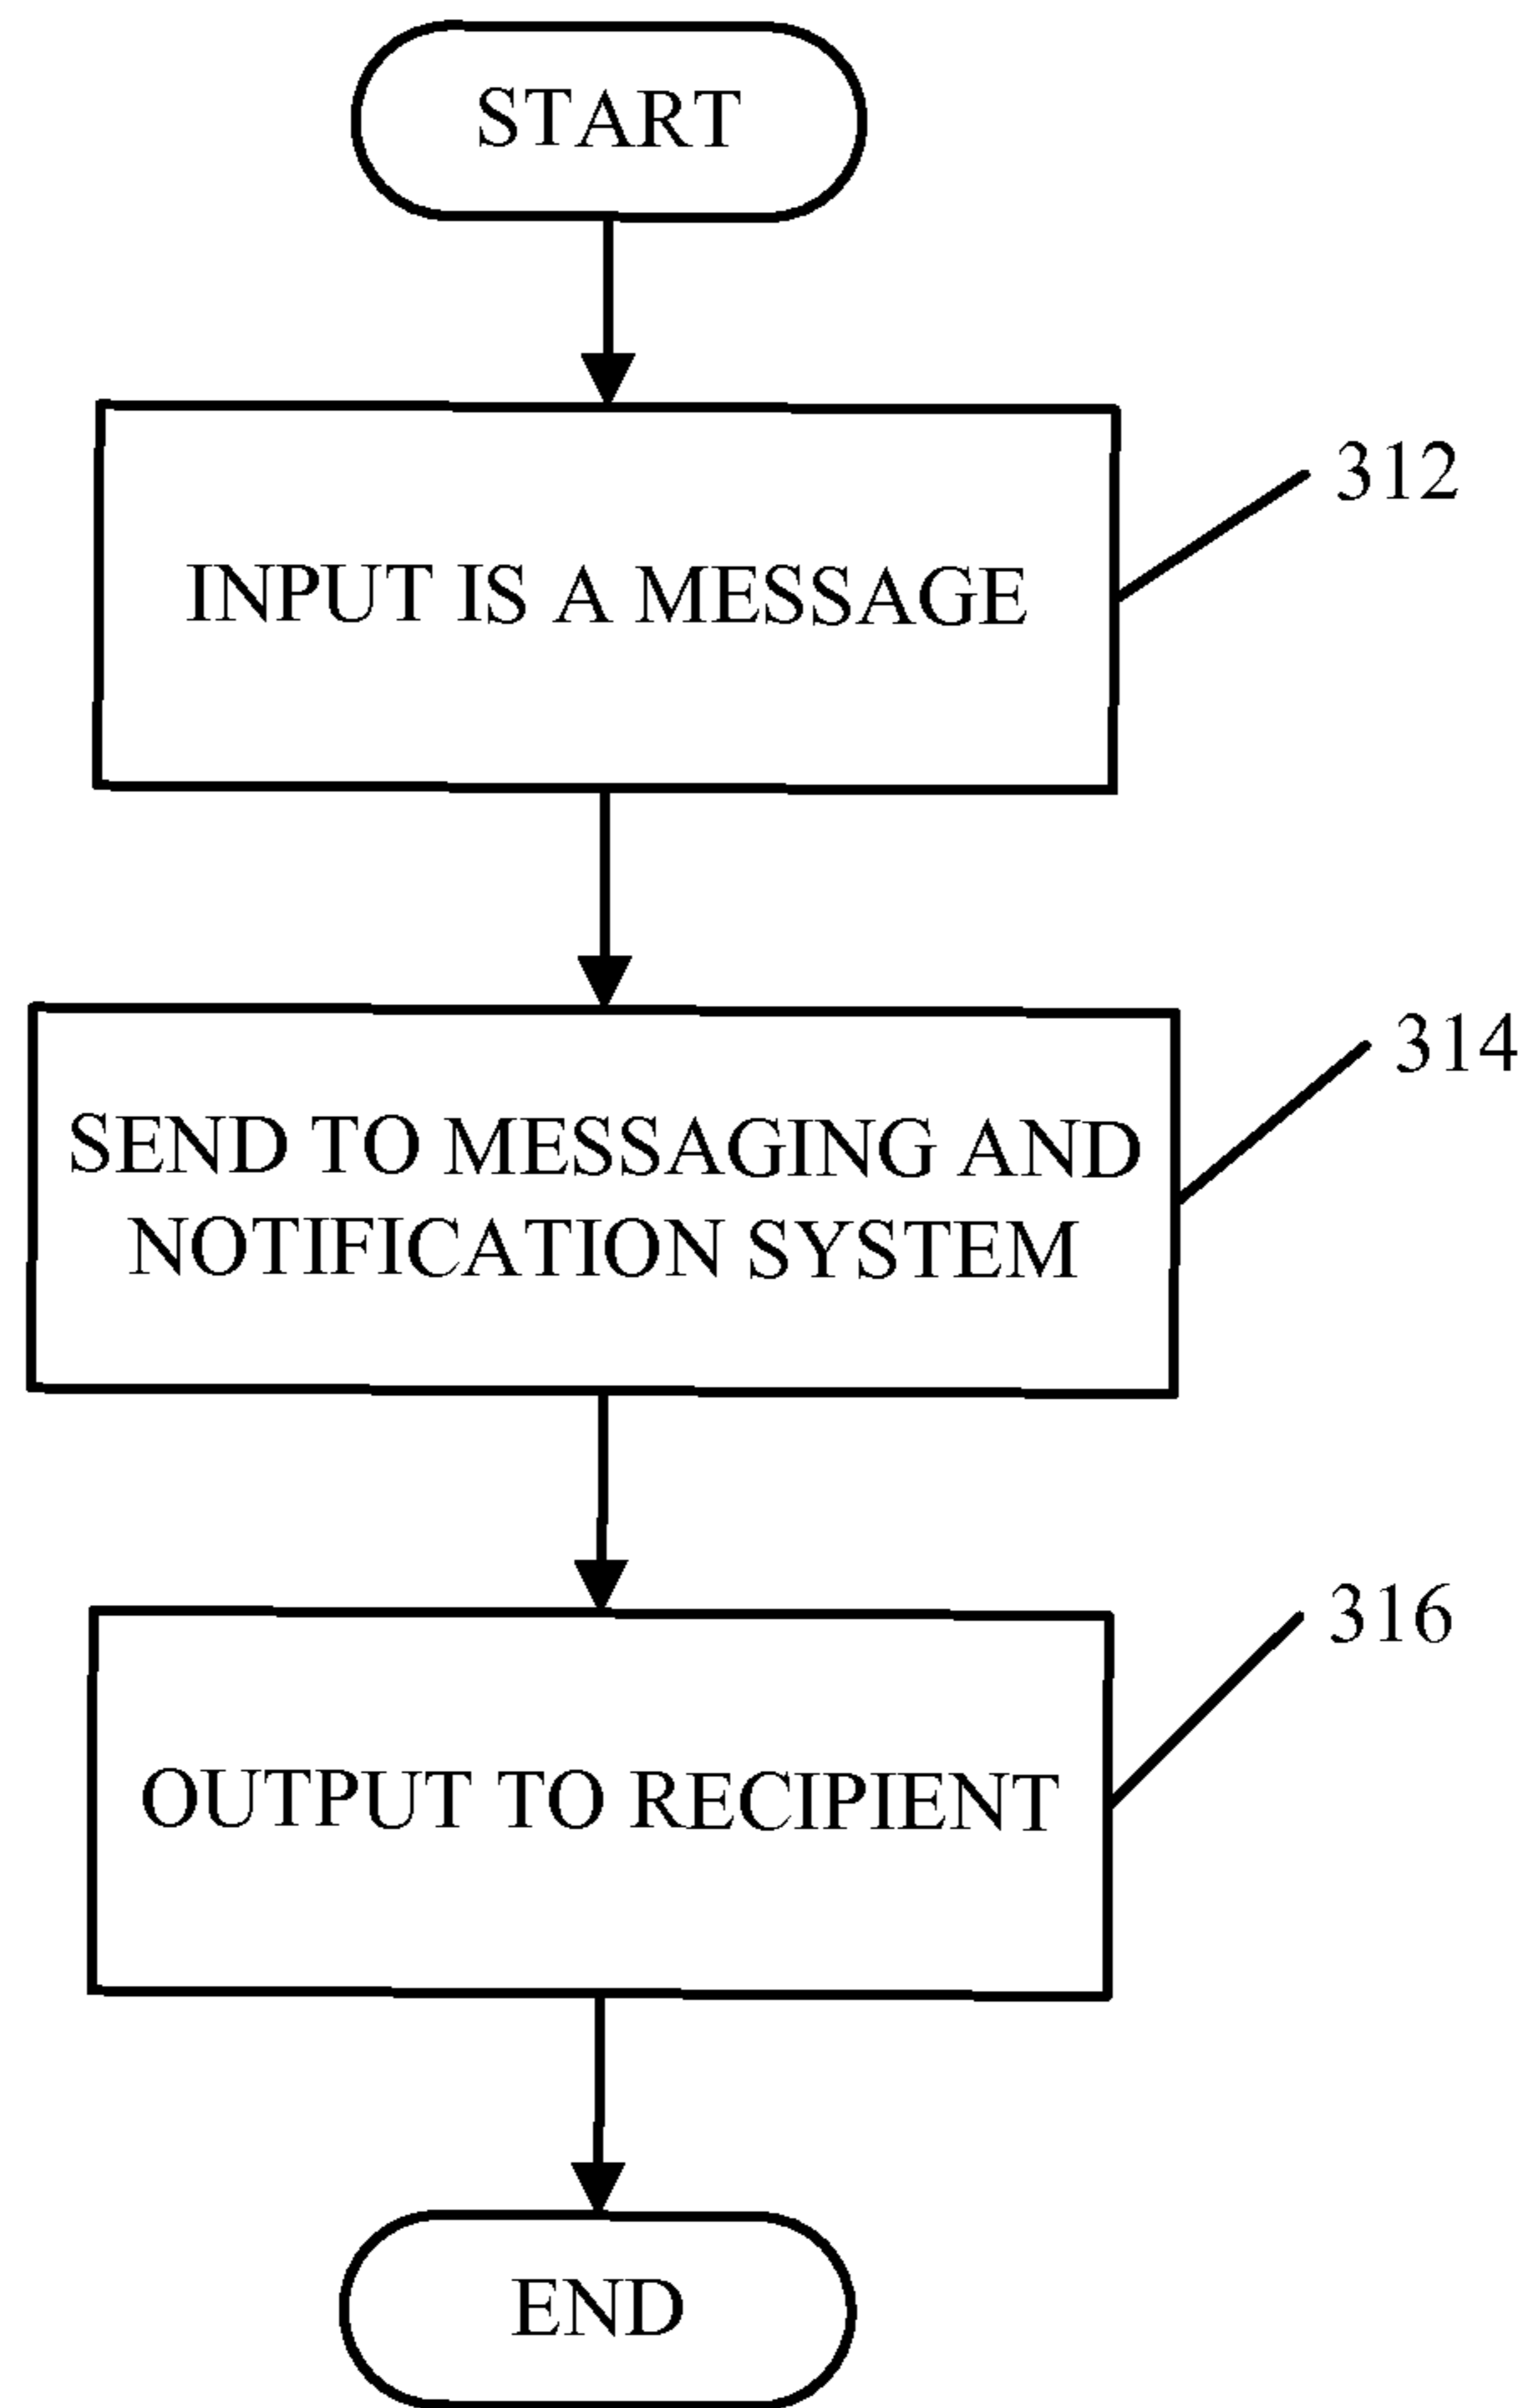 START
312
INPUT IS A MESSAGE
314
SEND TO MESSAGING AND
NOTIFICATION SYSTEM
316
OUTPUT TO RECIPIENT
END